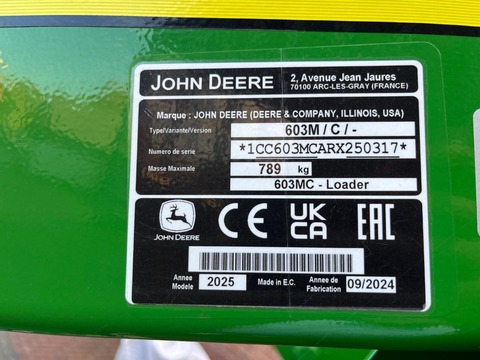 JOHN DEERE 2, Avenue Jean Jaures
70100 ARC-LES-GRAY (FRANCE)
Marque : JOHN DEERE (DEERE & COMPANY, ILLINOIS, USA)
Type/Variante/Version 603M / C / -
Numero de serie *1CC603MCARX250317*
Masse Maximale 789 kg
603MC - Loader
JOHN DEERE CE UK CA EAC
Annee Modele 2025 Made in E.C. Annee de Fabrication 09/2024